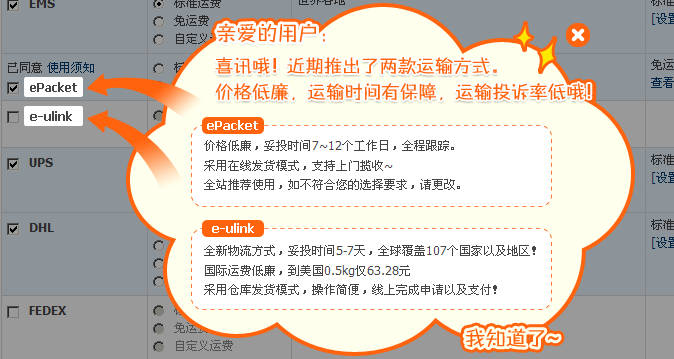 EMS
标准运费
世界各地
标准
免运费
[设置
自定义
已同意 使用须知
免运
ePacket
查看
e-ulink
UPS
标准
[设置
DHL
标准
[设置
FEDEX
标准运费
免运费
自定义运费
亲爱的用户:
喜讯哦! 近期推出了两款运输方式。
价格低廉, 运输时间有保障, 运输投诉率低哦!
ePacket
价格低廉，妥投时间7~12个工作日，全程跟踪。
采用在线发货模式，支持上门揽收~
全站推荐使用，如不符合您的选择要求，请更改。
e-ulink
全新物流方式，妥投时间5-7天，全球覆盖107个国家以及地区!
国际运费低廉，到美国0.5kg仅63.28元
采用仓库发货模式，操作简便，线上完成申请以及支付!
我知道了~